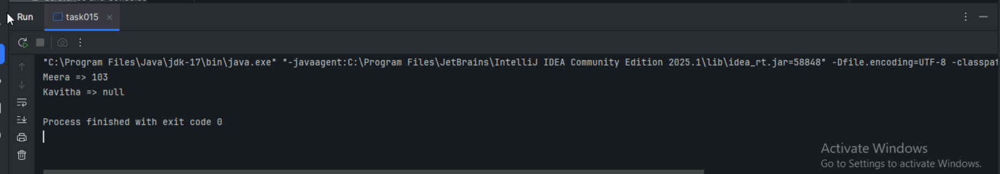 Run
task015
"C:\Program Files\Java\jdk-17\bin\java.exe" "-javaagent:C:\Program Files\JetBrains\IntelliJ IDEA Community Edition 2025.1\lib\idea_rt.jar=58848" -Dfile.encoding=UTF-8 -classpat
Meera => 103
Kavitha => null
Process finished with exit code 0
Activate Windows
Go to Settings to activate Windows.